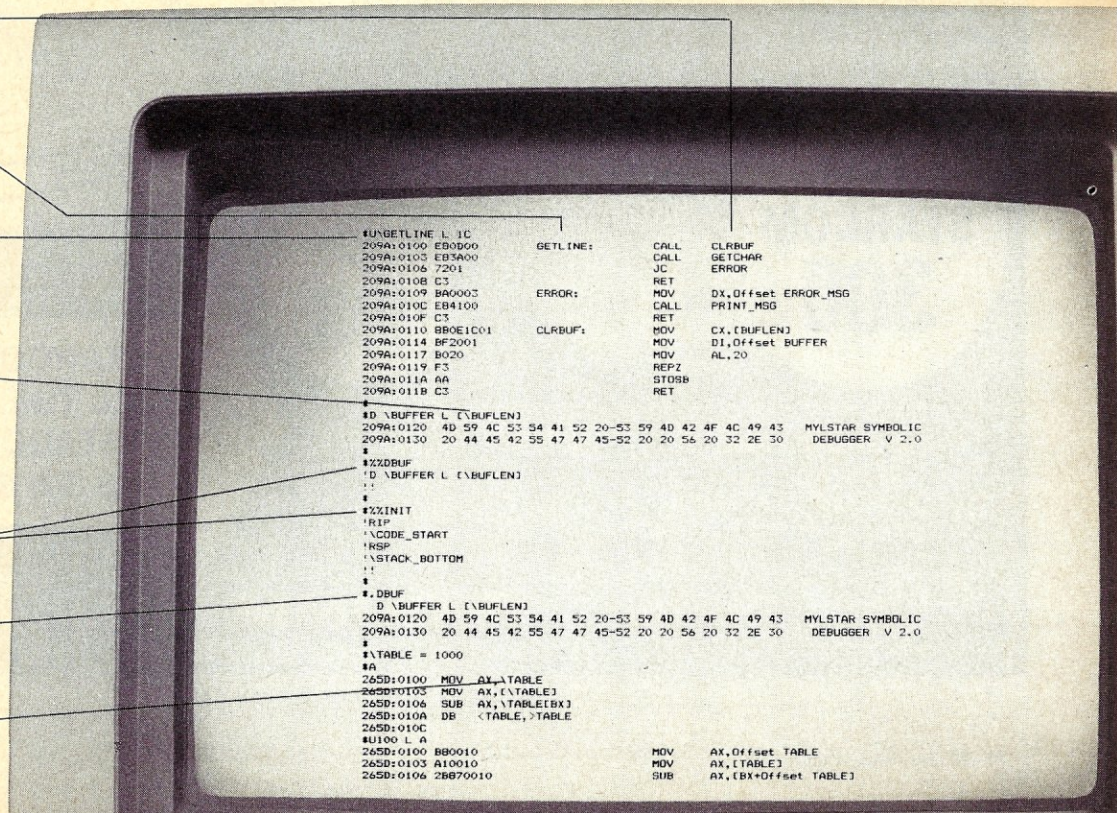 #U\GETLINE L 1C
209A:0100 E80D00 GETLINE: CALL CLRBUF
209A:0103 E83A00 CALL GETCHAR
209A:0106 7201 JC ERROR
209A:0108 C3 RET
209A:0109 BA0003 ERROR: MOV DX,Offset ERROR_MSG
209A:010C E84100 CALL PRINT_MSG
209A:010F C3 RET
209A:0110 8B0E1C01 CLRBUF: MOV CX,[BUFLEN]
209A:0114 BF2001 MOV DI,Offset BUFFER
209A:0117 B020 MOV AL,20
209A:0119 F3 REPZ
209A:011A AA STOSB
209A:011B C3 RET
#
#D \BUFFER L [\BUFLEN]
209A:0120 4D 59 4C 53 54 41 52 20-53 59 4D 42 4F 4C 49 43 MYLSTAR SYMBOLIC
209A:0130 20 44 45 42 55 47 47 45-52 20 20 56 20 32 2E 30 DEBUGGER V 2.0
#
#%%DBUF
'D \BUFFER L [\BUFLEN]
''
#
#%%INIT
'RIP
'\CODE_START
'RSP
'\STACK_BOTTOM
''
#
#.DBUF
D \BUFFER L [\BUFLEN]
209A:0120 4D 59 4C 53 54 41 52 20-53 59 4D 42 4F 4C 49 43 MYLSTAR SYMBOLIC
209A:0130 20 44 45 42 55 47 47 45-52 20 20 56 20 32 2E 30 DEBUGGER V 2.0
#
#\TABLE = 1000
#A
265D:0100 MOV AX,\TABLE
265D:0103 MOV AX,[\TABLE]
265D:0106 SUB AX,\TABLE[BX]
265D:010A DB <TABLE,>TABLE
265D:010C
#U100 L A
265D:0100 B80010 MOV AX,Offset TABLE
265D:0103 A10010 MOV AX,[TABLE]
265D:0106 2B870010 SUB AX,[BX+Offset TABLE]